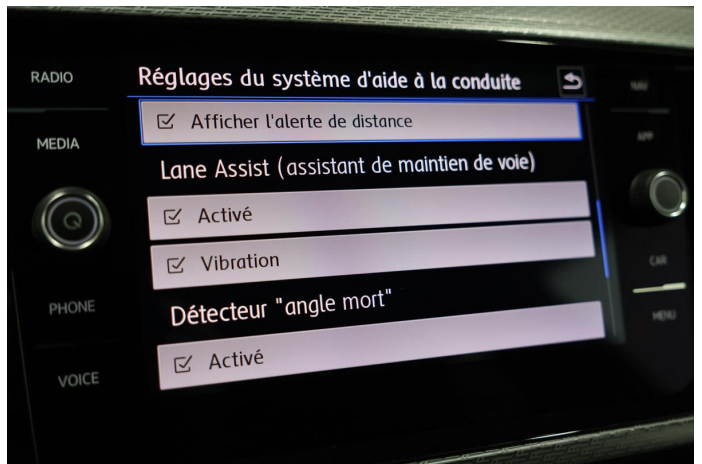 RADIO
MEDIA
PHONE
VOICE
Réglages du système d'aide à la conduite
Afficher l'alerte de distance
Lane Assist (assistant de maintien de voie)
Activé
Vibration
Détecteur "angle mort"
Activé
NAV
APP
CAR
MENU